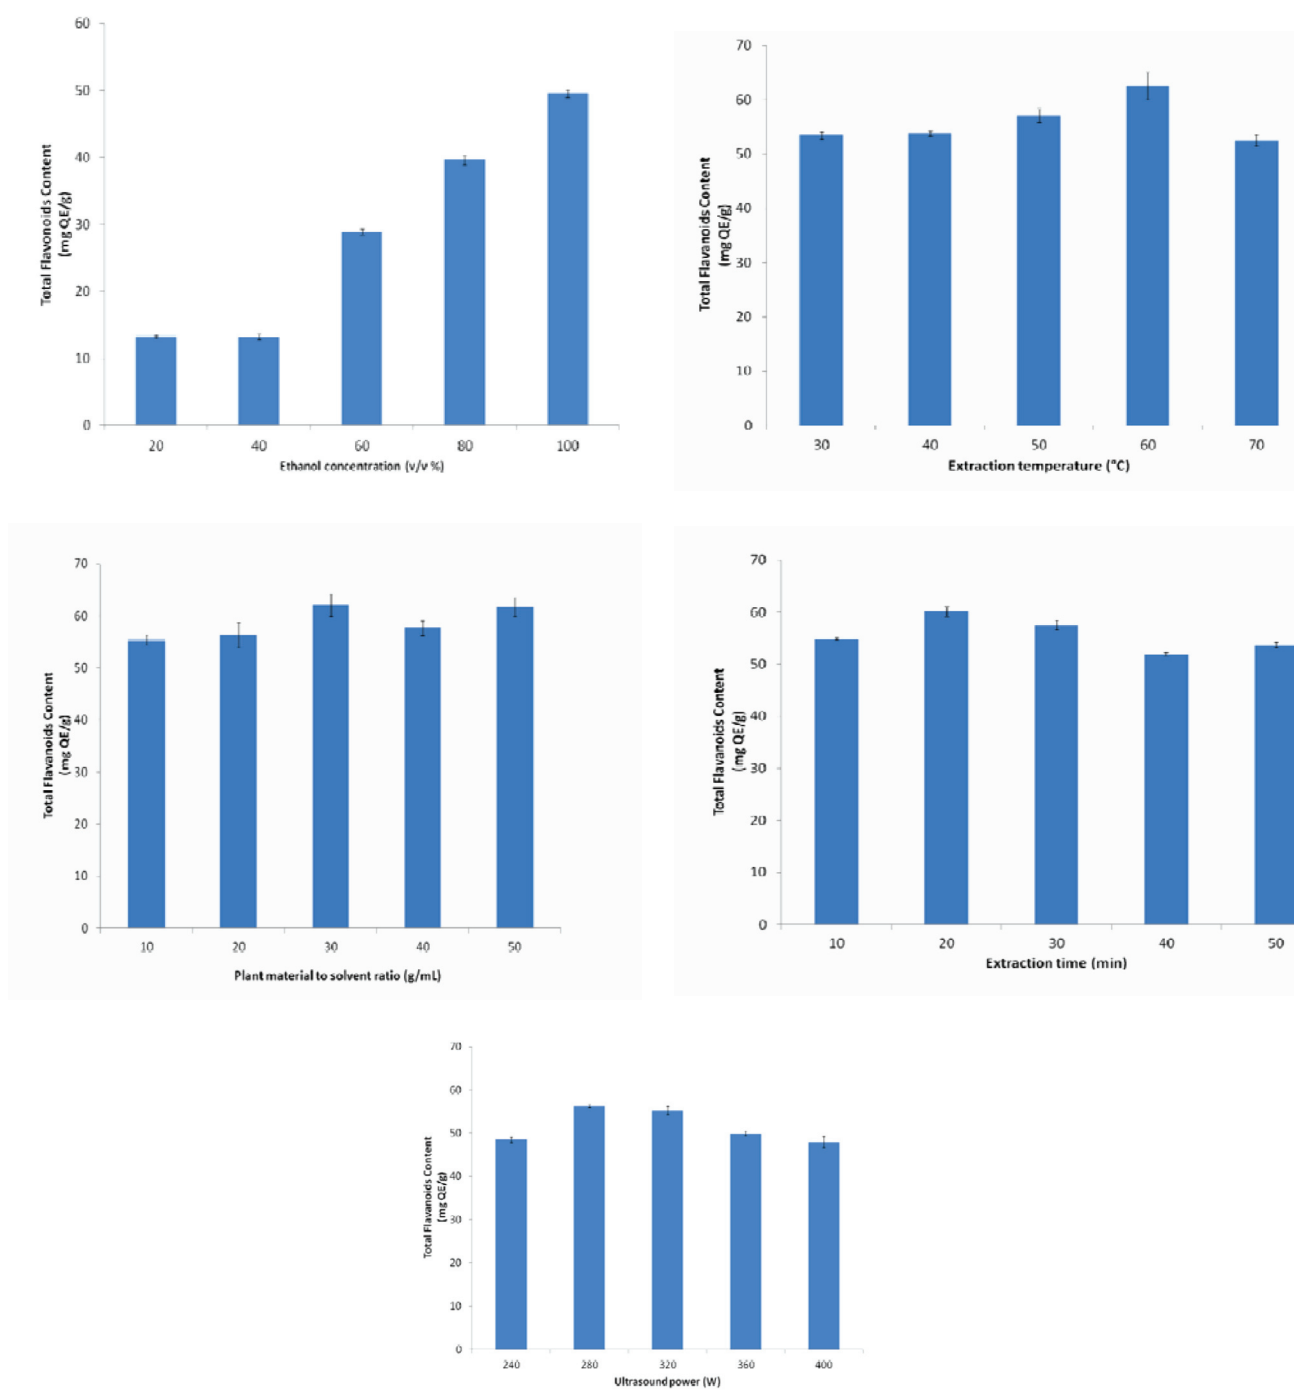 60
50
40
30
20
10
0
20 40 60 80 100
Total Flavonoids Content
(mg QE/g)
Ethanol concentration (v/v %)
70
60
50
40
30
20
10
0
30 40 50 60 70
Total Flavanoids Content
(mg QE/g)
Extraction temperature (°C)
70
60
50
40
30
20
10
0
10 20 30 40 50
Total Flavanoids Content
(mg QE/g)
Plant material to solvent ratio (g/mL)
70
60
50
40
30
20
10
0
10 20 30 40 50
Total Flavanoids Content
(mg QE/g)
Extraction time (min)
70
60
50
40
30
20
10
0
240 280 320 360 400
Total Flavanoids Content
(mg QE/g)
Ultrasound power (W)